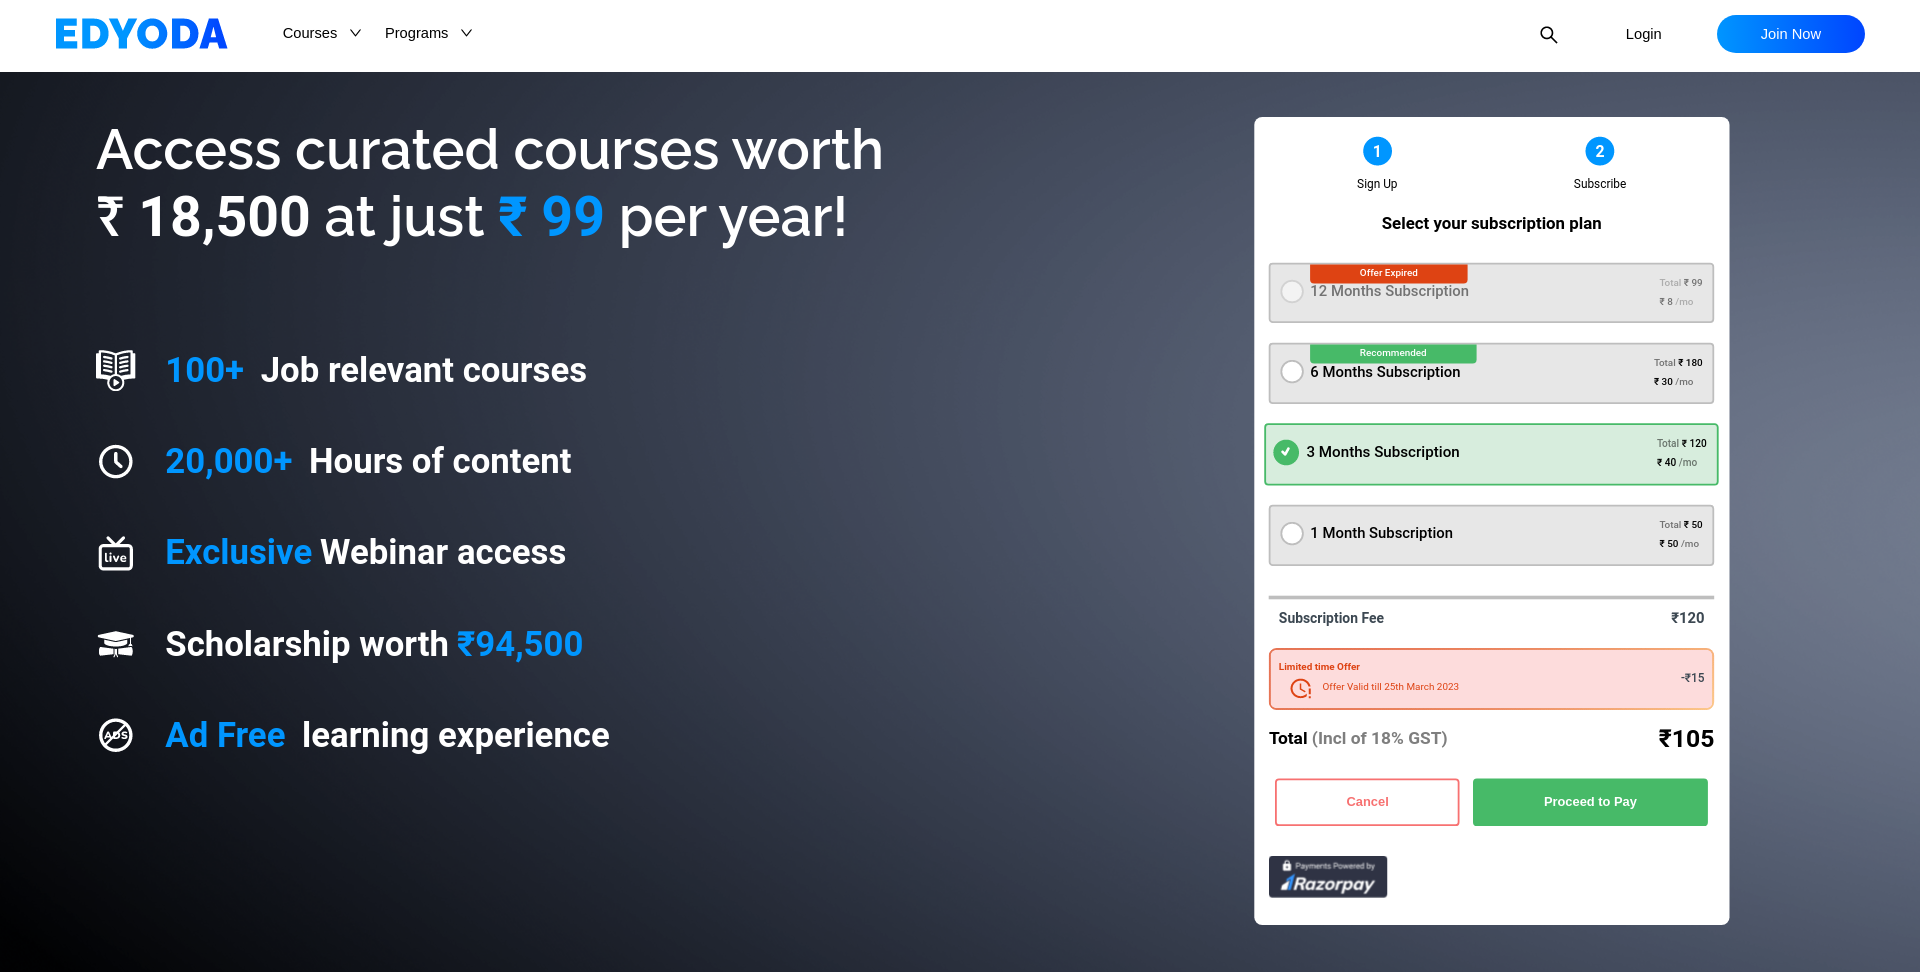 EDYODA
Courses
Programs
Login
Join Now
Access curated courses worth
₹ 18,500 at just ₹ 99 per year!
100+ Job relevant courses
20,000+ Hours of content
live
Exclusive Webinar access
Scholarship worth ₹94,500
ADS
Ad Free learning experience
1
2
Sign Up
Subscribe
Select your subscription plan
Offer Expired
12 Months Subscription
Total ₹ 99
₹ 8 /mo
Recommended
6 Months Subscription
Total ₹ 180
₹ 30 /mo
3 Months Subscription
Total ₹ 120
₹ 40 /mo
1 Month Subscription
Total ₹ 50
₹ 50 /mo
Subscription Fee ₹120
Limited time Offer
Offer Valid till 25th March 2023
-₹15
Total (Incl of 18% GST) ₹105
Cancel
Proceed to Pay
Payments Powered by
Razorpay